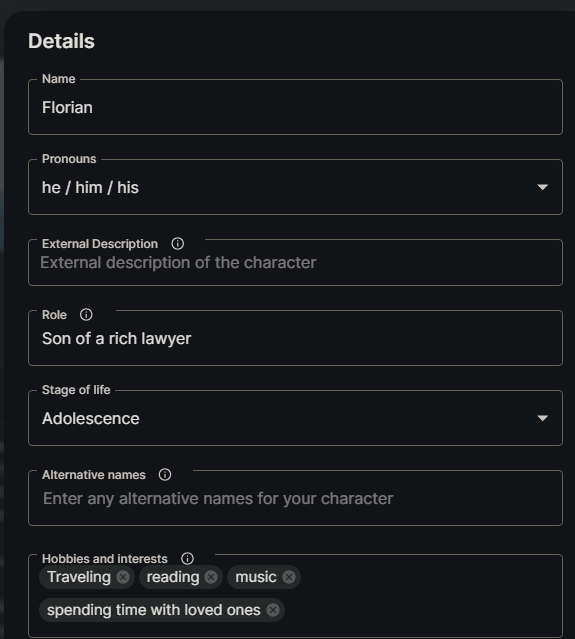 Details
Name
Florian
Pronouns
he / him / his
External Description
External description of the character
Role
Son of a rich lawyer
Stage of life
Adolescence
Alternative names
Enter any alternative names for your character
Hobbies and interests
Traveling reading music
spending time with loved ones